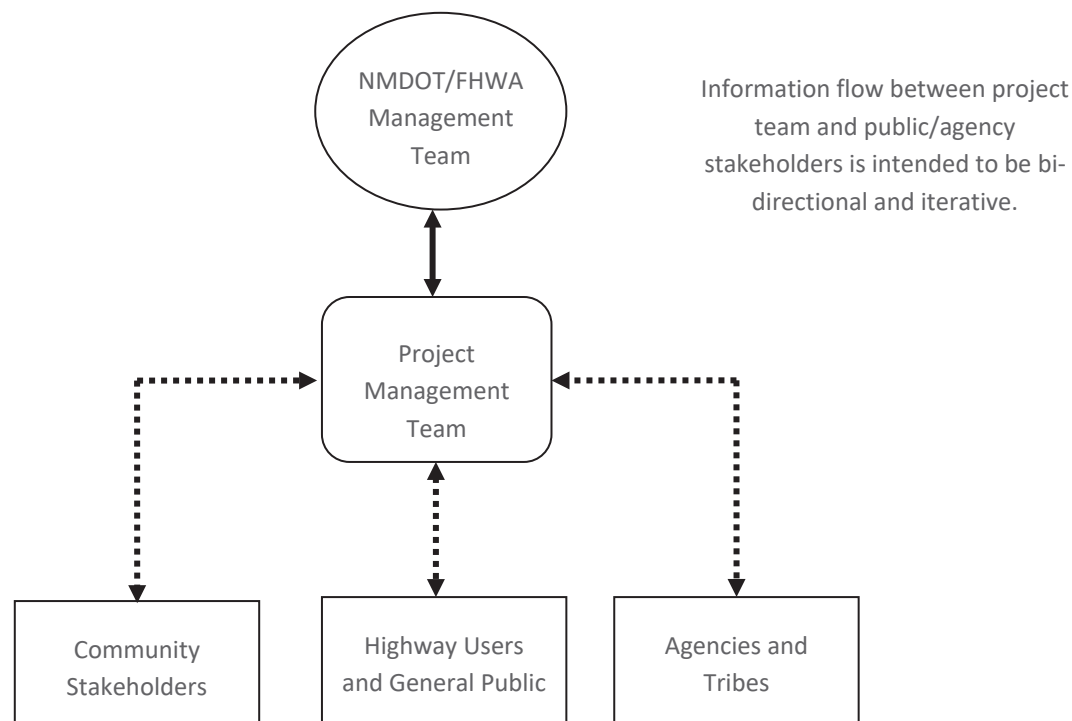 NMDOT/FHWA
Management
Team
Information flow between project
team and public/agency
stakeholders is intended to be bi-
directional and iterative.
Project
Management
Team
Community
Stakeholders
Highway Users
and General Public
Agencies and
Tribes